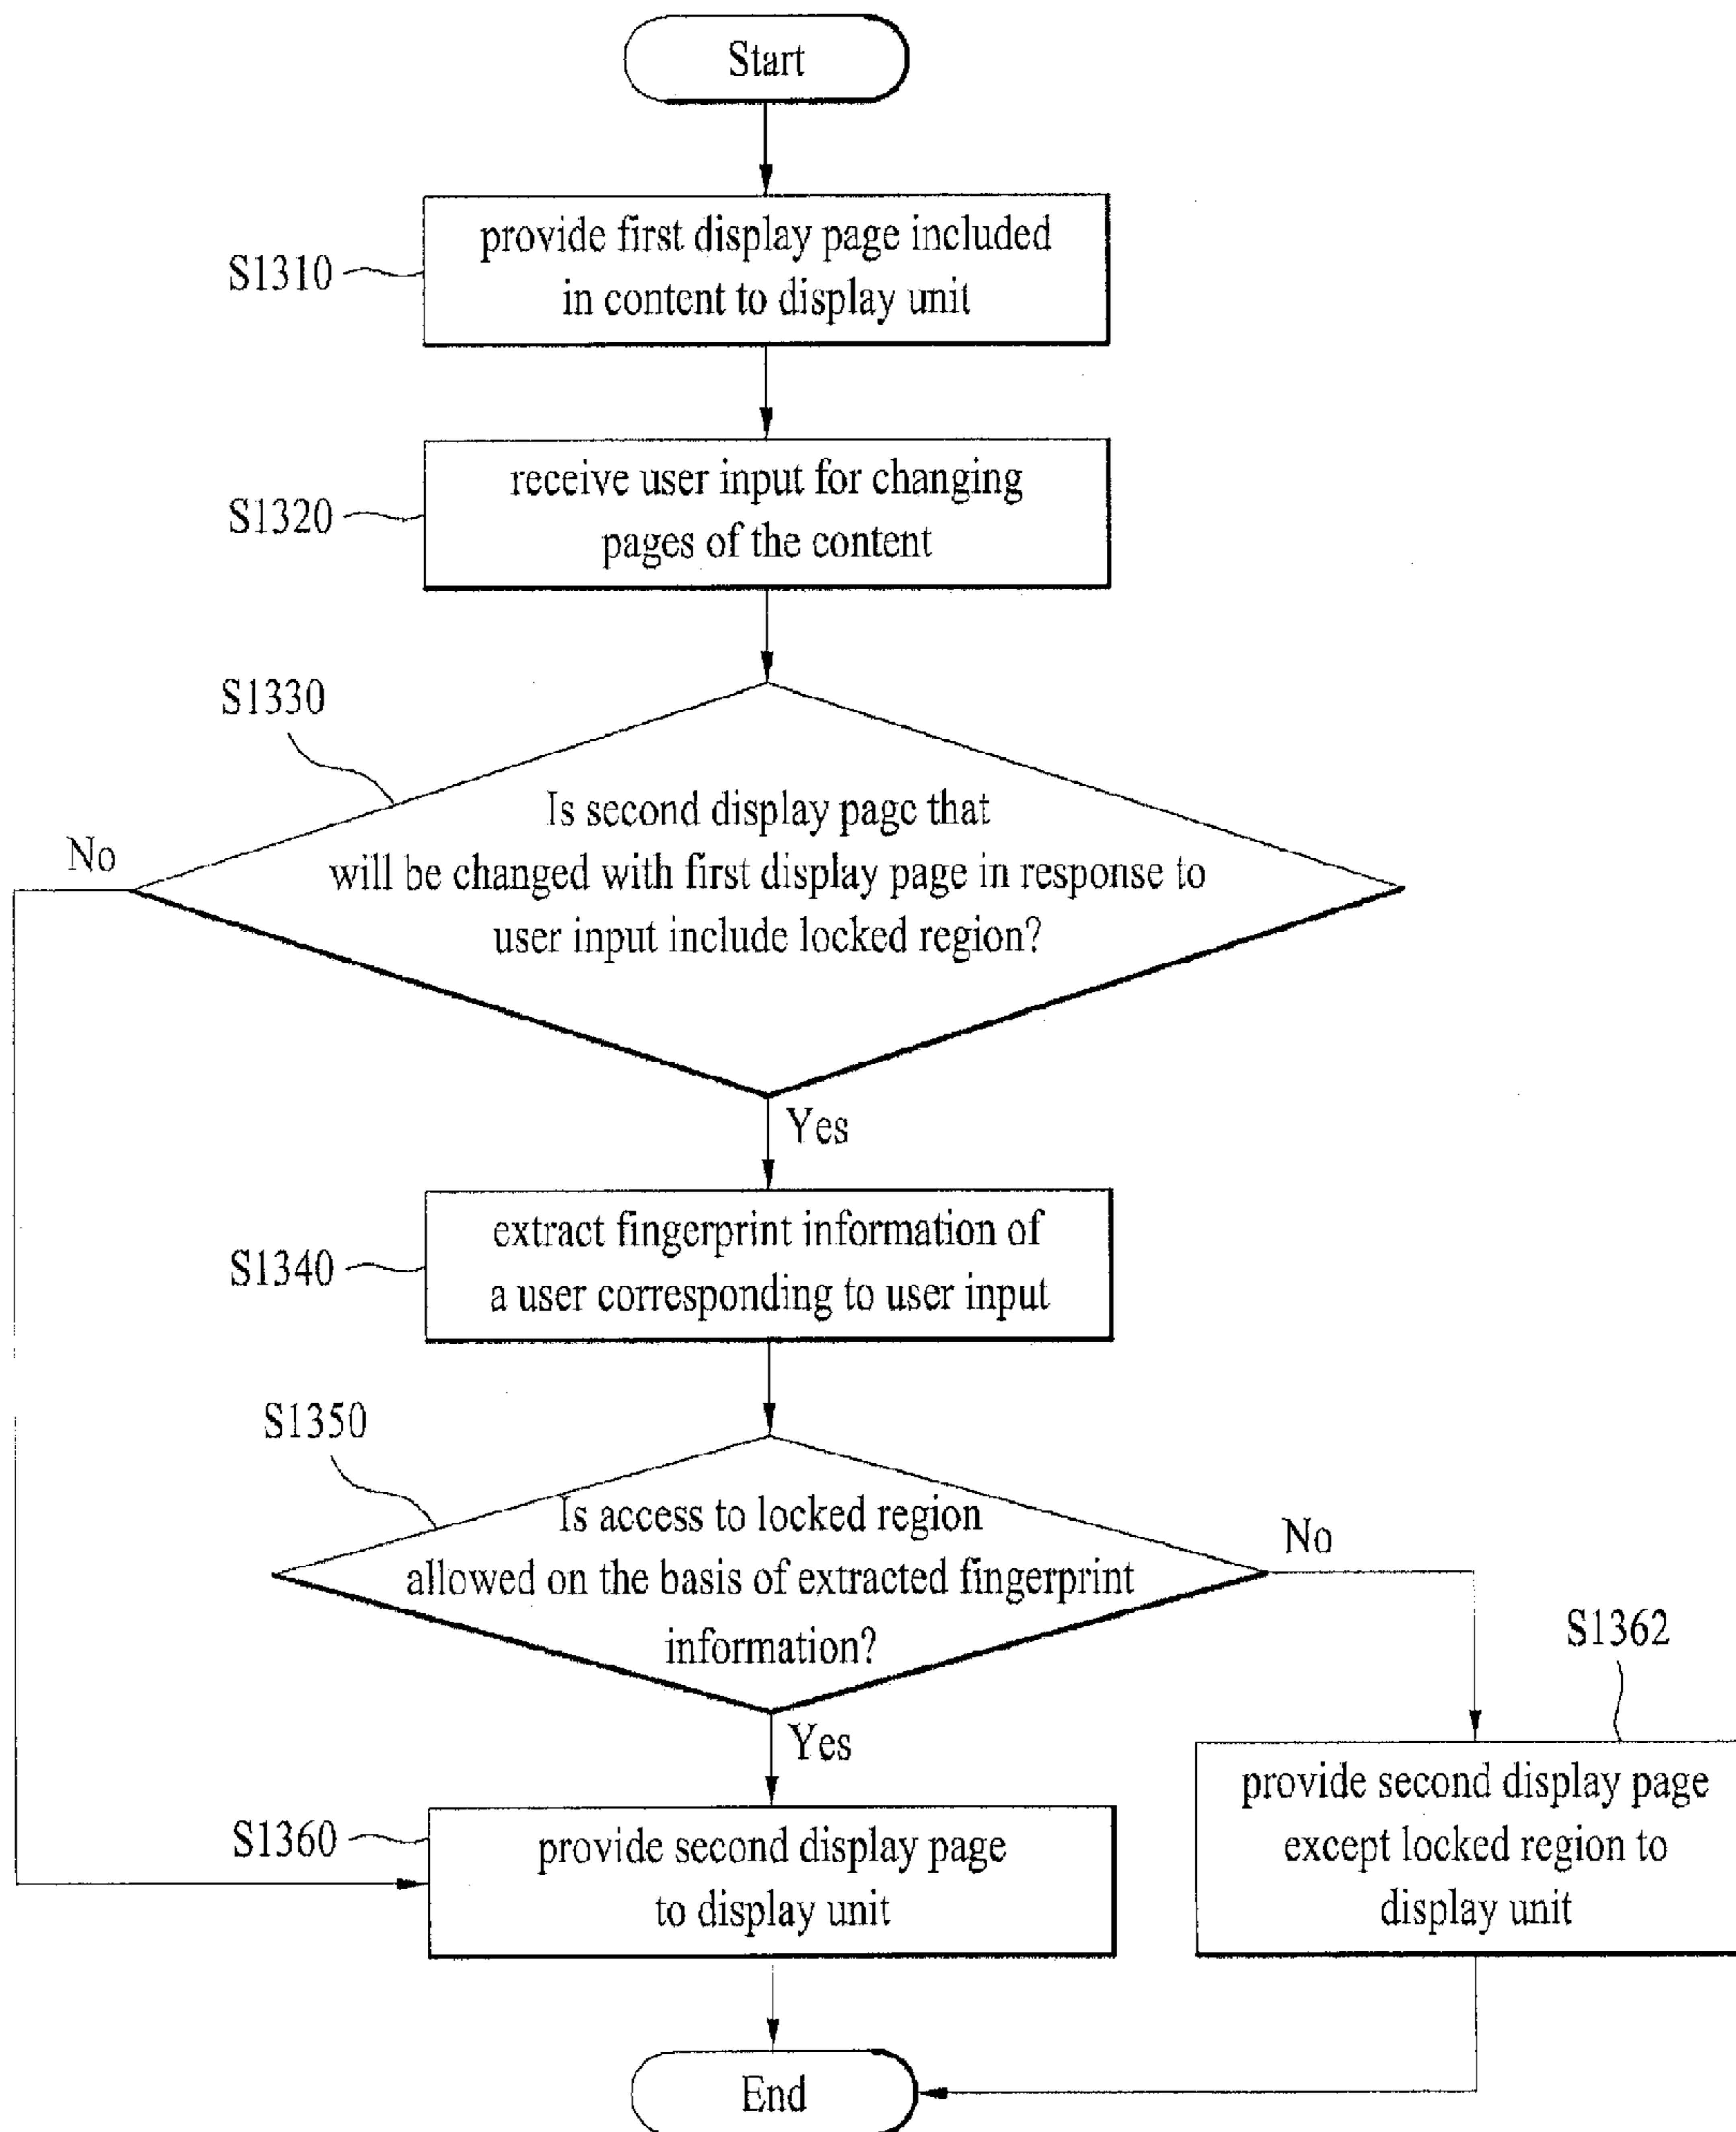 Start
provide first display page included
in content to display unit
S1310
receive user input for changing
pages of the content
S1320
S1330
Is second display page that
will be changed with first display page in response to
user input include locked region?
No
Yes
extract fingerprint information of
a user corresponding to user input
S1340
S1350
Is access to locked region
allowed on the basis of extracted fingerprint
information?
No
Yes
S1362
provide second display page
except locked region to
display unit
S1360
provide second display page
to display unit
End